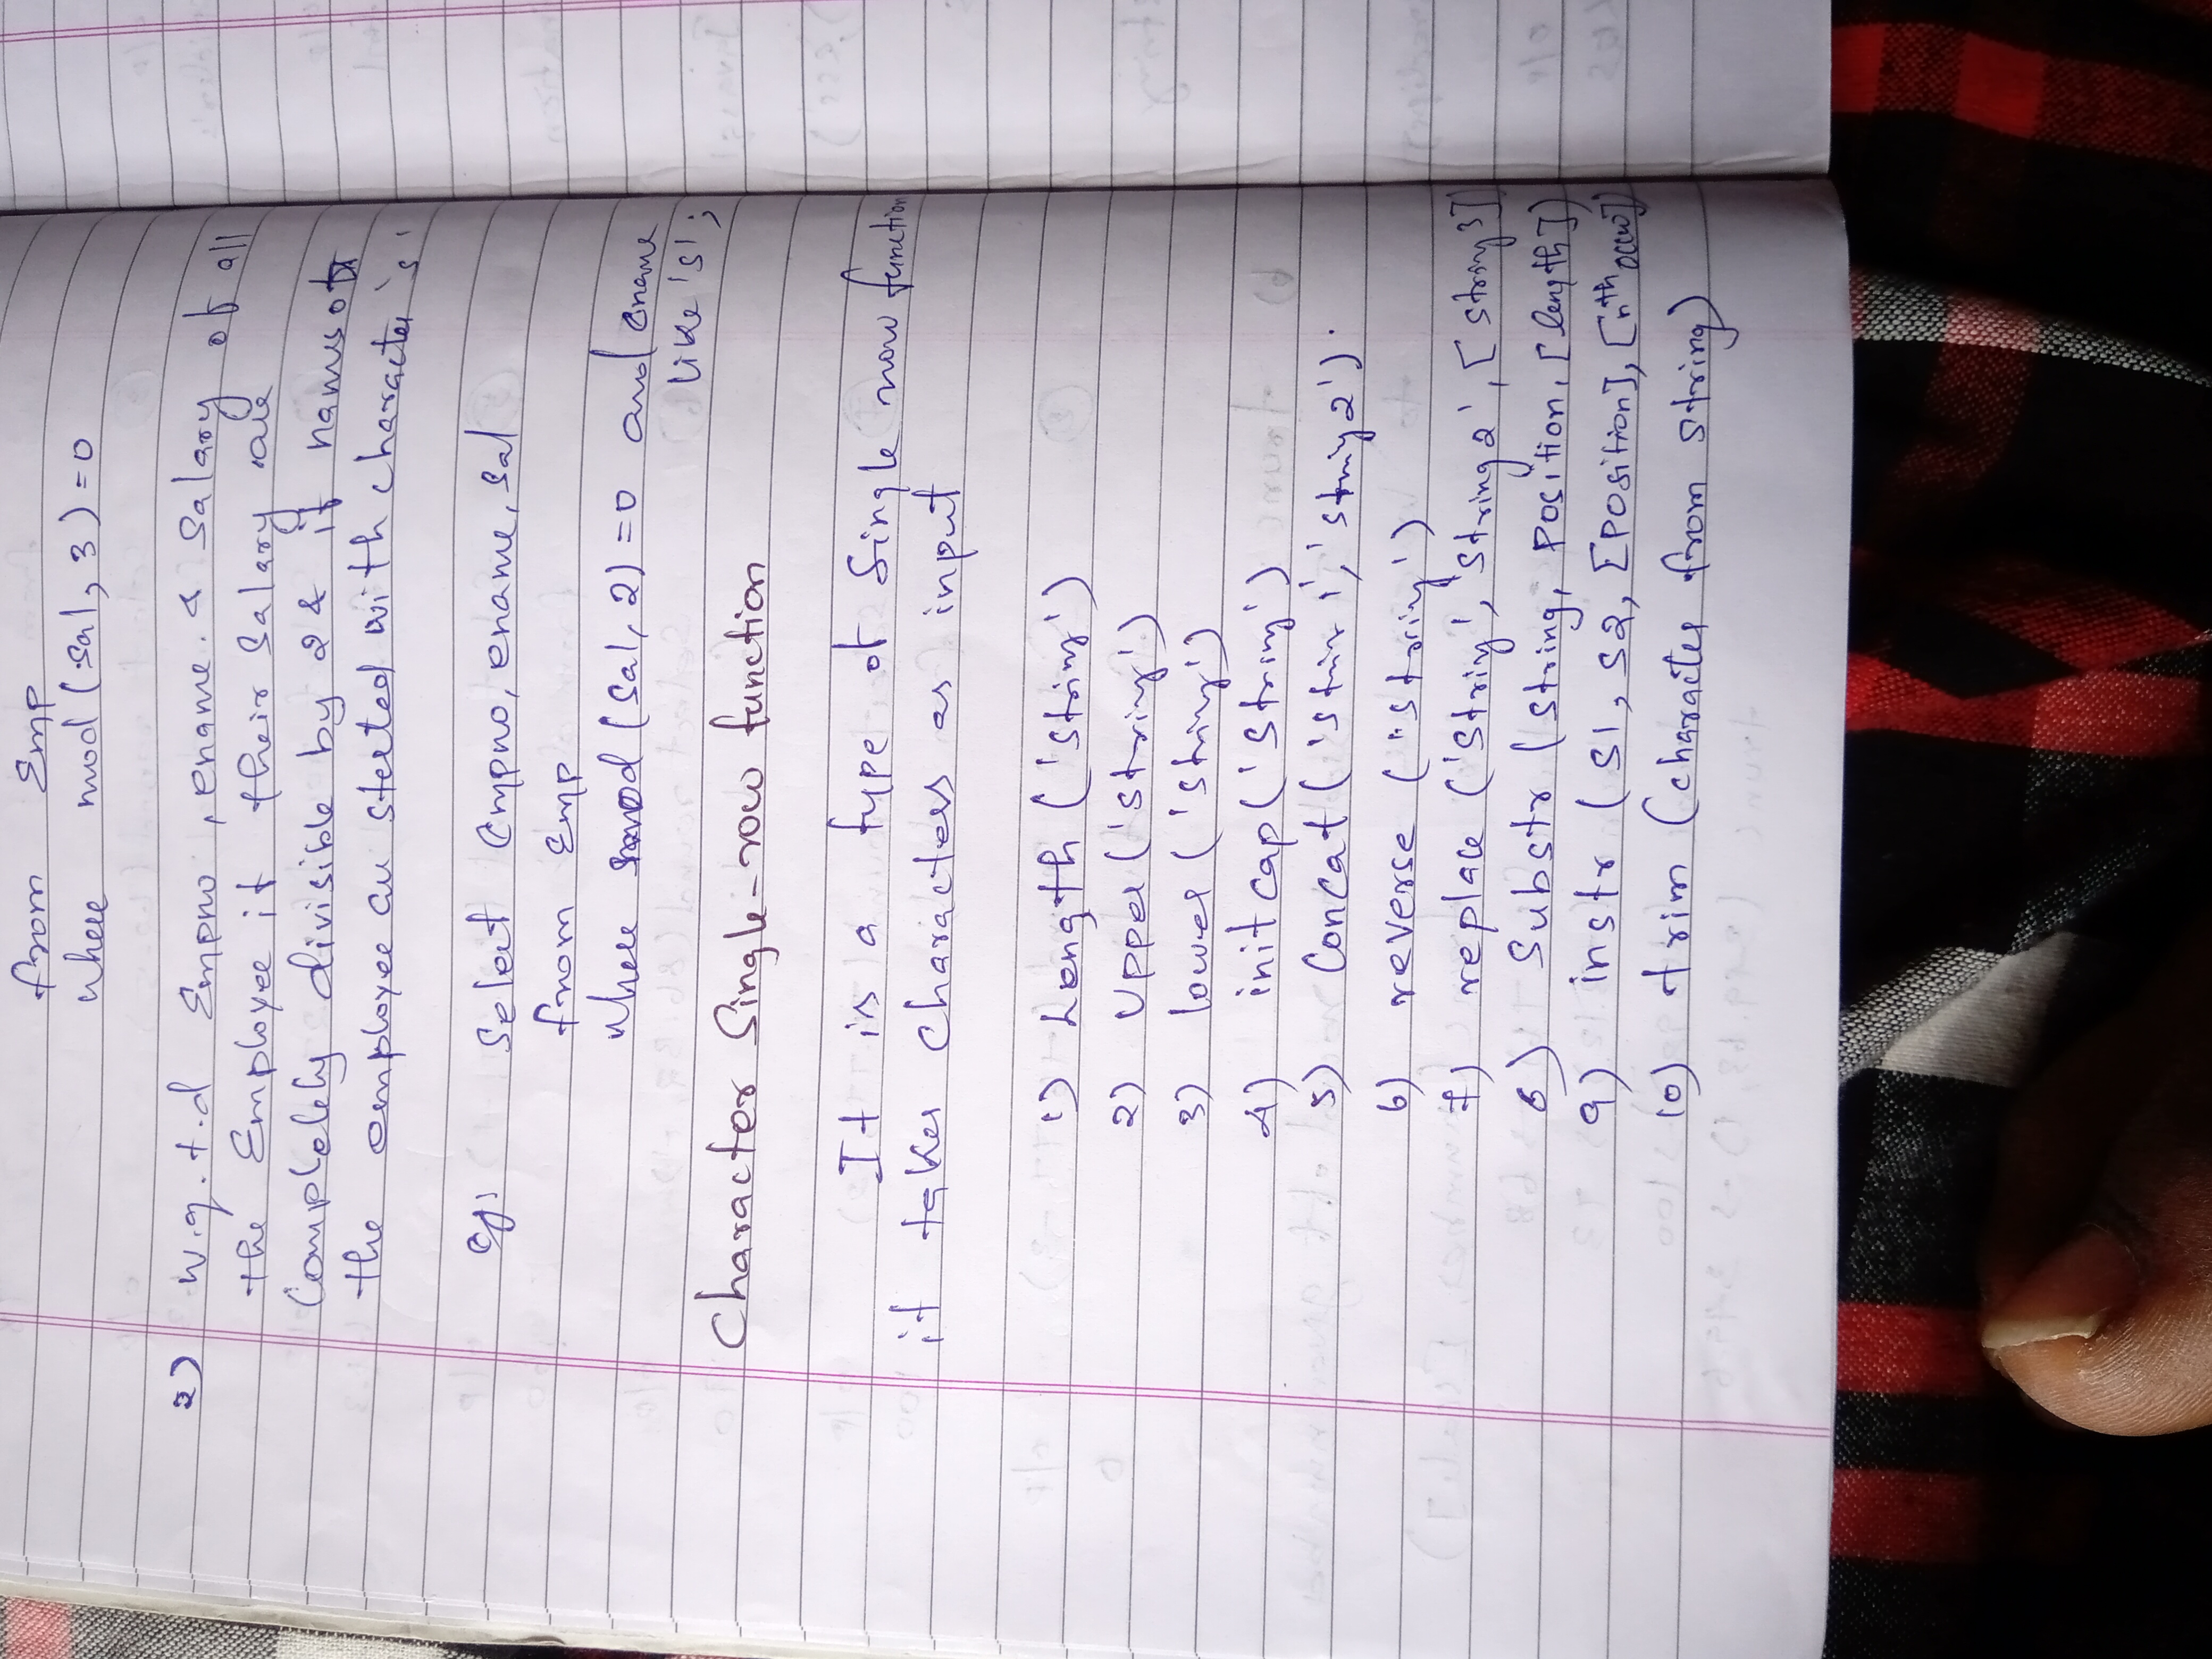 from Emp
where mod(sal,3)=0
2) w.q.t.d Empno, ename. & Salary of all
the Employee if their Salary are
Completely divisible by 2 & if names of
the employee are started with character 's'
eg: Select Empno, ename, sal
from Emp
where mod(sal,2)=0 and ename
like 's';
Character Single-row function
It is a type of Single row function
it takes characters as input
1) Length ('string')
2) Upper ('string')
3) lower ('string')
4) initcap('string')
5) Concat('strin 1','string2').
6) reverse ('string')
7) replace ('string','string2',[string3])
8) Substr (string, Position, [length])
9) instr (S1, S2, [Position],[nth occur])
10) trim (character from string)